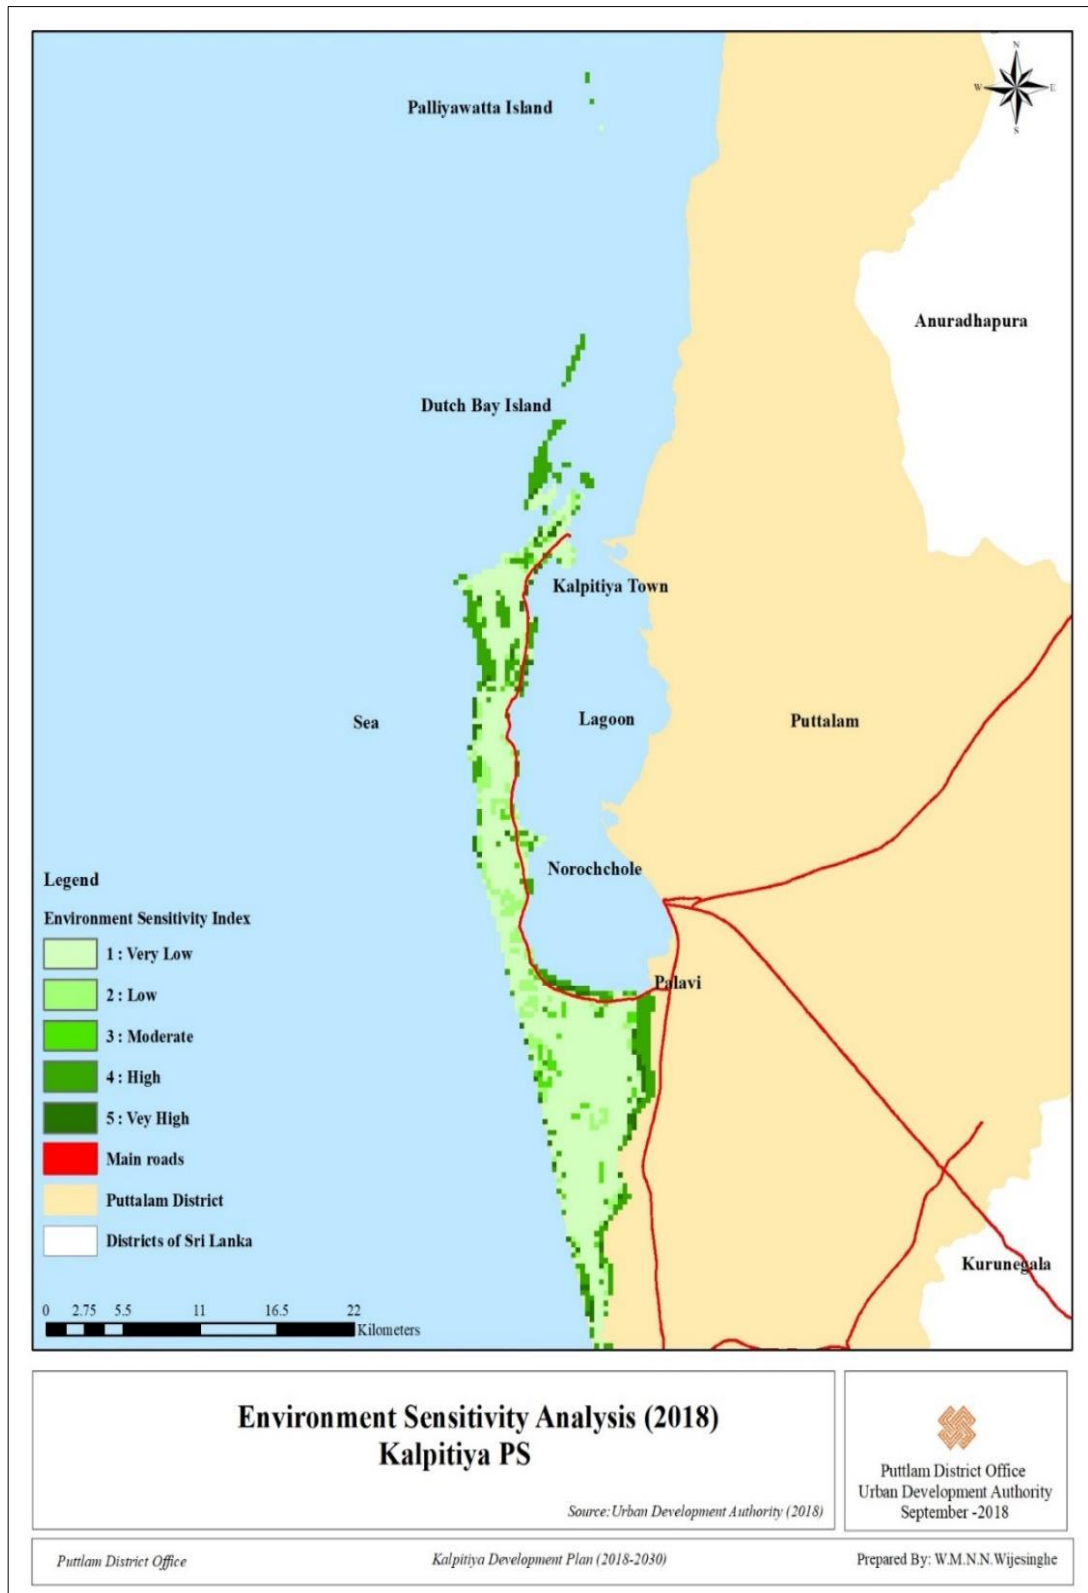 N
W E
S
Palliyawatta Island
Anuradhapura
Dutch Bay Island
Kalpitiya Town
Sea
Lagoon
Puttalam
Norochchole
Palavi
Kurunegala
Legend
Environment Sensitivity Index
1 : Very Low
2 : Low
3 : Moderate
4 : High
5 : Vey High
Main roads
Puttalam District
Districts of Sri Lanka
0 2.75 5.5 11 16.5 22
Kilometers
Environment Sensitivity Analysis (2018)
Kalpitiya PS
Source:Urban Development Authority (2018)
Puttlam District Office
Urban Development Authority
September -2018
Puttlam District Office
Kalpitiya Development Plan (2018-2030)
Prepared By: W.M.N.N.Wijesinghe